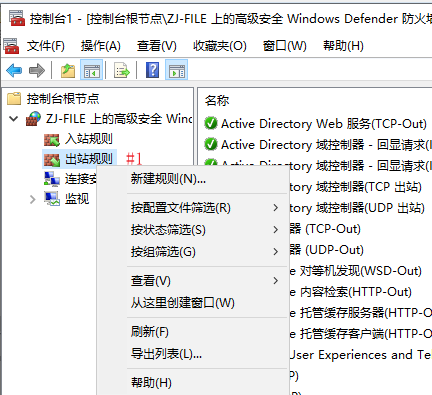 控制台1 - [控制台根节点\ZJ-FILE 上的高级安全 Windows Defender 防火墙
文件(F) 操作(A) 查看(V) 收藏夹(O) 窗口(W) 帮助(H)
控制台根节点
ZJ-FILE 上的高级安全 Wind
入站规则
出站规则 #1
连接安
监视
新建规则(N)...
按配置文件筛选(R)
按状态筛选(S)
按组筛选(G)
查看(V)
从这里创建窗口(W)
刷新(F)
导出列表(L)...
帮助(H)
名称
Active Directory Web 服务(TCP-Out)
Active Directory 域控制器 - 回显请求(I
tory 域控制器 - 回显请求(I
tory 域控制器(TCP 出站)
tory 域控制器(UDP 出站)
器 (TCP-Out)
器 (UDP-Out)
e 对等机发现(WSD-Out)
e 内容检索(HTTP-Out)
e 托管缓存服务器(HTTP-O
e 托管缓存客户端(HTTP-O
User Experiences and Te
P)